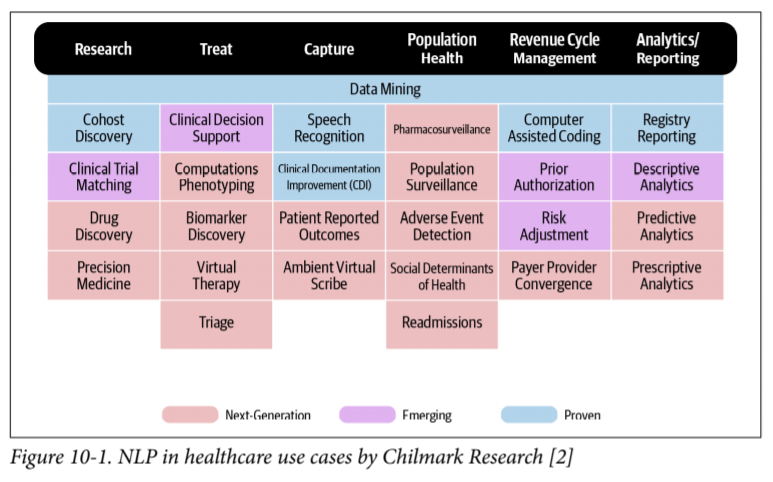 Research
Treat
Capture
Population
Health
Revenue Cycle
Management
Analytics/
Reporting
Data Mining
Cohost
Discovery
Clinical Decision
Support
Speech
Recognition
Pharmacosurveillance
Computer
Assisted Coding
Registry
Reporting
Clinical Trial
Matching
Computations
Phenotyping
Clinical Documentation
Improvement (CDI)
Population
Surveillance
Prior
Authorization
Descriptive
Analytics
Drug
Discovery
Biomarker
Discovery
Patient Reported
Outcomes
Adverse Event
Detection
Risk
Adjustment
Predictive
Analytics
Precision
Medicine
Virtual
Therapy
Ambient Virtual
Scribe
Social Determinants
of Health
Payer Provider
Convergence
Prescriptive
Analytics
Triage
Readmissions
Next-Generation
Emerging
Proven
Figure 10-1. NLP in healthcare use cases by Chilmark Research [2]